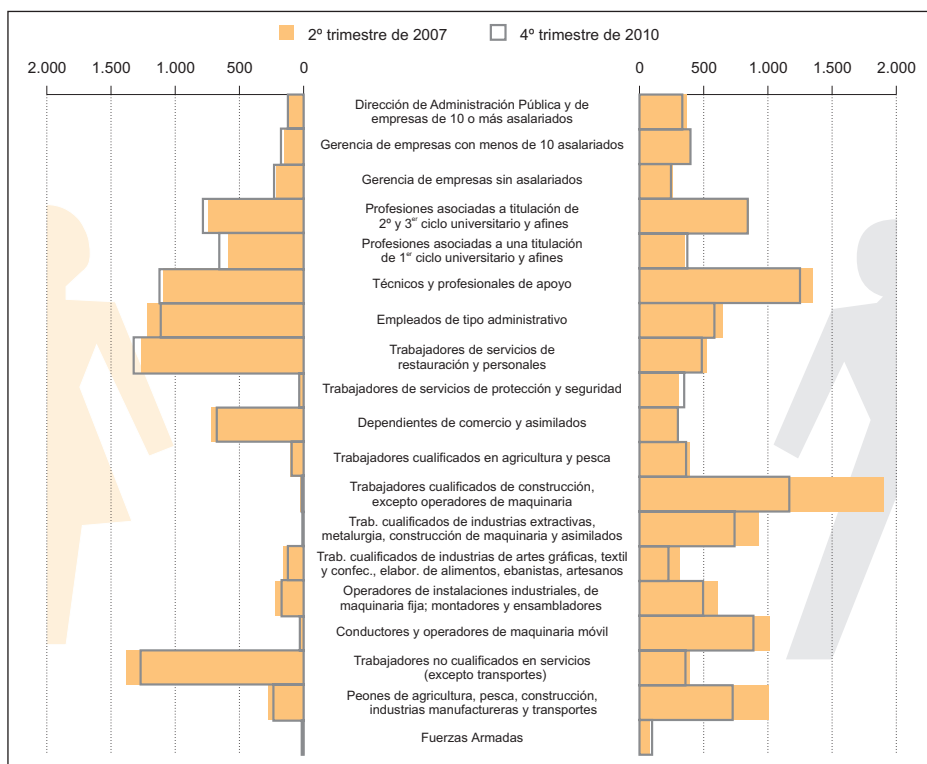 2º trimestre de 2007 4º trimestre de 2010
2.000 1.500 1.000 500 0 0 500 1.000 1.500 2.000
Dirección de Administración Pública y de
empresas de 10 o más asalariados
Gerencia de empresas con menos de 10 asalariados
Gerencia de empresas sin asalariados
Profesiones asociadas a titulación de
2º y 3er ciclo universitario y afines
Profesiones asociadas a una titulación
de 1er ciclo universitario y afines
Técnicos y profesionales de apoyo
Empleados de tipo administrativo
Trabajadores de servicios de
restauración y personales
Trabajadores de servicios de protección y seguridad
Dependientes de comercio y asimilados
Trabajadores cualificados en agricultura y pesca
Trabajadores cualificados de construcción,
excepto operadores de maquinaria
Trab. cualificados de industrias extractivas,
metalurgia, construcción de maquinaria y asimilados
Trab. cualificados de industrias de artes gráficas, textil
y confec., elabor. de alimentos, ebanistas, artesanos
Operadores de instalaciones industriales, de
maquinaria fija; montadores y ensambladores
Conductores y operadores de maquinaria móvil
Trabajadores no cualificados en servicios
(excepto transportes)
Peones de agricultura, pesca, construcción,
industrias manufactureras y transportes
Fuerzas Armadas